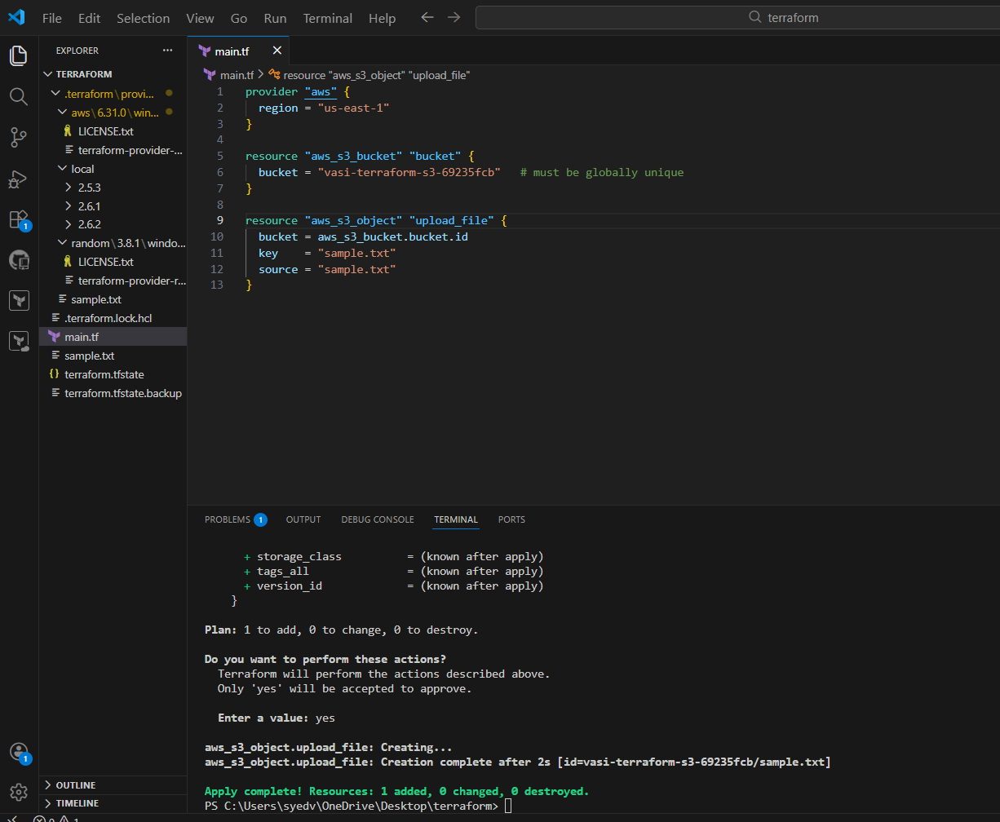 File Edit Selection View Go Run Terminal Help
terraform
EXPLORER ···
TERRAFORM
.terraform\provi...
aws\6.31.0\win...
LICENSE.txt
terraform-provider-...
local
2.5.3
2.6.1
2.6.2
random\3.8.1\windo...
LICENSE.txt
terraform-provider-r...
sample.txt
.terraform.lock.hcl
main.tf
sample.txt
terraform.tfstate
terraform.tfstate.backup
OUTLINE
TIMELINE
1
1
main.tf
main.tf > resource "aws_s3_object" "upload_file"
1 provider "aws" {
2   region = "us-east-1"
3 }
4
5 resource "aws_s3_bucket" "bucket" {
6   bucket = "vasi-terraform-s3-69235fcb"   # must be globally unique
7 }
8
9 resource "aws_s3_object" "upload_file" {
10   bucket = aws_s3_bucket.bucket.id
11   key    = "sample.txt"
12   source = "sample.txt"
13 }
PROBLEMS 1 OUTPUT DEBUG CONSOLE TERMINAL PORTS
+ storage_class          = (known after apply)
+ tags_all               = (known after apply)
+ version_id             = (known after apply)
}
Plan: 1 to add, 0 to change, 0 to destroy.
Do you want to perform these actions?
Terraform will perform the actions described above.
Only 'yes' will be accepted to approve.
Enter a value: yes
aws_s3_object.upload_file: Creating...
aws_s3_object.upload_file: Creation complete after 2s [id=vasi-terraform-s3-69235fcb/sample.txt]
Apply complete! Resources: 1 added, 0 changed, 0 destroyed.
PS C:\Users\syedv\OneDrive\Desktop\terraform>
0 1